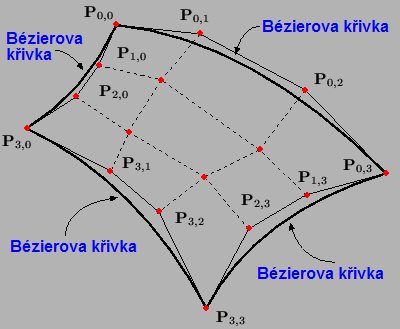 P0,0
P0,1
Bézierova křivka
Bézierova
křivka
P1,0
P0,2
P2,0
P3,0
P3,1
P0,3
P1,3
P2,3
P3,2
Bézierova křivka
Bézierova křivka
P3,3